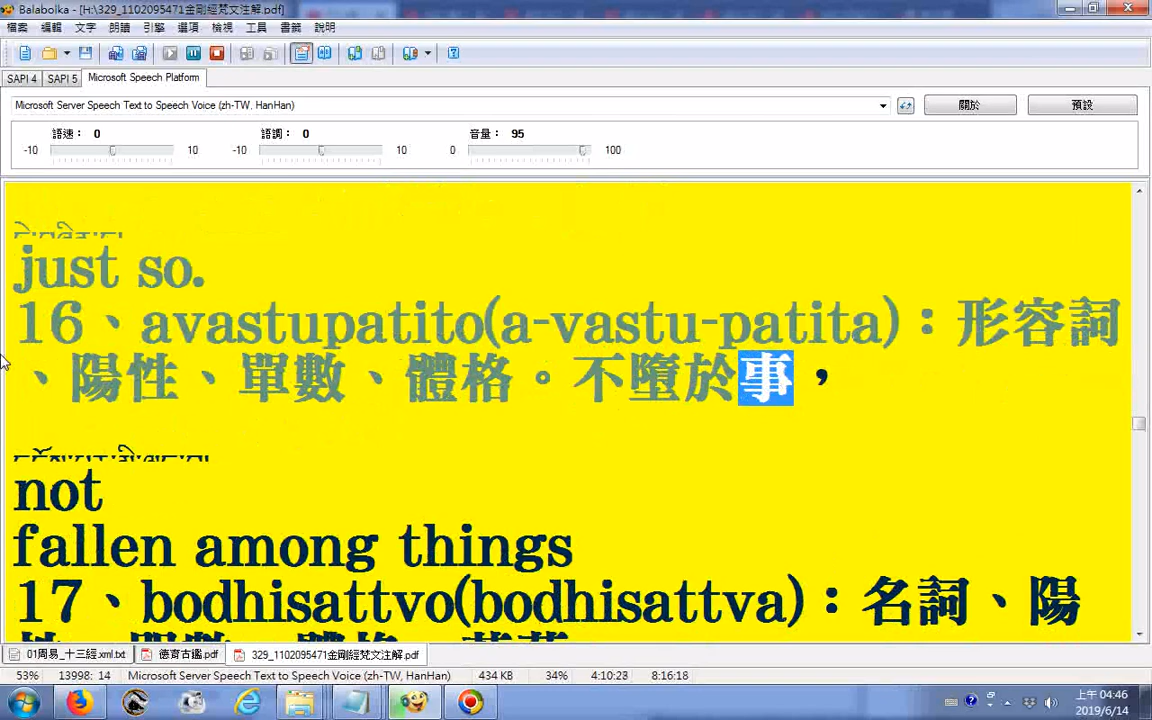 Balabolka - [H:\329_1102095471金剛經梵文注解.pdf]
檔案 編輯 文字 朗讀 引擎 選項 檢視 工具 書籤 說明
SAPI 4 SAPI 5 Microsoft Speech Platform
Microsoft Server Speech Text to Speech Voice (zh-TW, HanHan) 關於 預設
語速： 0 語調： 0 音量： 95
-10 10 -10 10 0 100
just so.
16、avastupatito(a-vastu-patita)：形容詞
、陽性、單數、體格。不墮於事，
not
fallen among things
17、bodhisattvo(bodhisattva)：名詞、陽
01周易_十三經.xml.txt 德育古鑑.pdf 329_1102095471金剛經梵文注解.pdf
53% 13998: 14 Microsoft Server Speech Text to Speech Voice (zh-TW, HanHan) 434 KB 34% 4:10:23 8:16:18
上午 04:46
2019/6/14